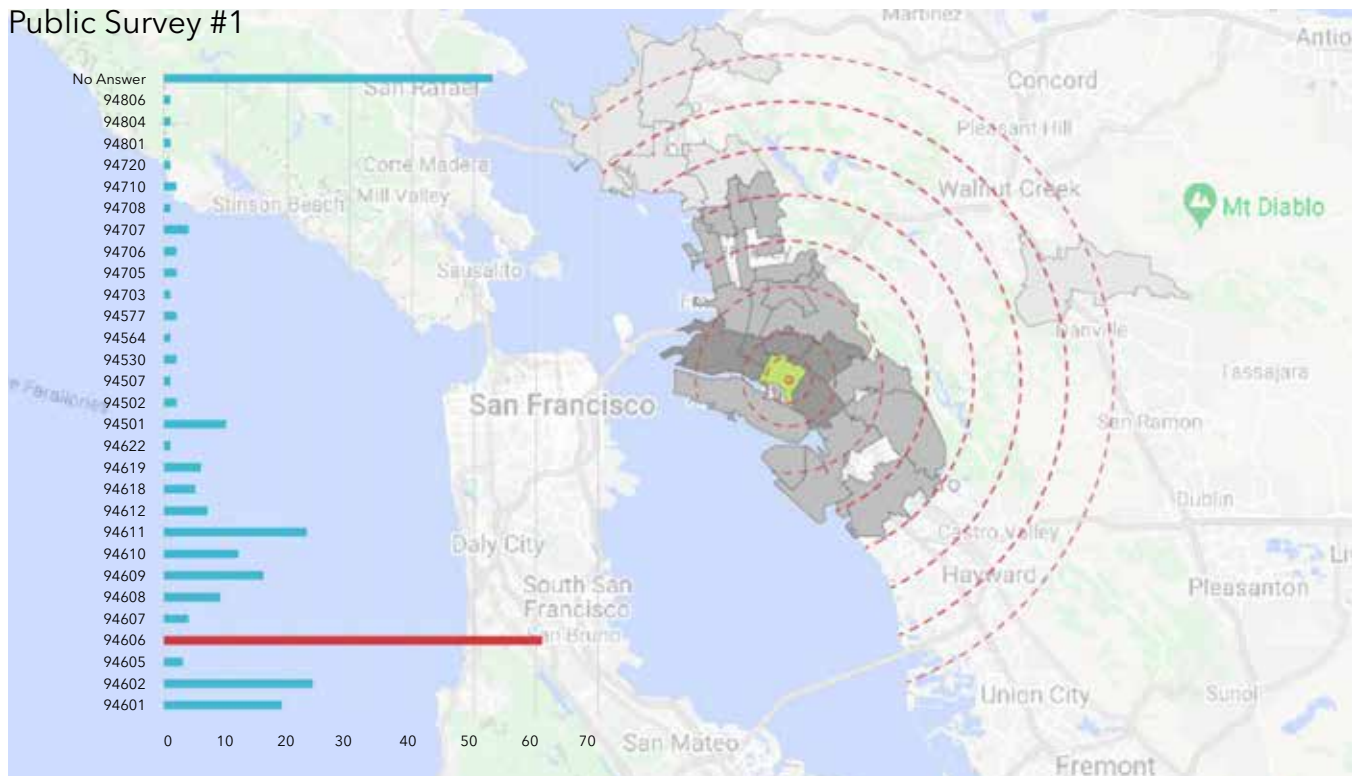 Public Survey #1
No Answer
94806
94804
94801
94720
94710
94708
94707
94706
94705
94703
94577
94564
94530
94507
94502
94501
94622
94619
94618
94612
94611
94610
94609
94608
94607
94606
94605
94602
94601
0 10 20 30 40 50 60 70
Martinez
Antio
Concord
San Rafael
Pleasant Hill
Corte Madera
Mill Valley
Walnut Creek
Stinson Beach
Mt Diablo
Sausalito
Danville
Tassajara
Farallones
San Francisco
San Ramon
Dublin
Castro Valley
Daly City
Hayward
Pleasanton
South San
Francisco
San Bruno
Union City
Sunol
San Mateo
Fremont